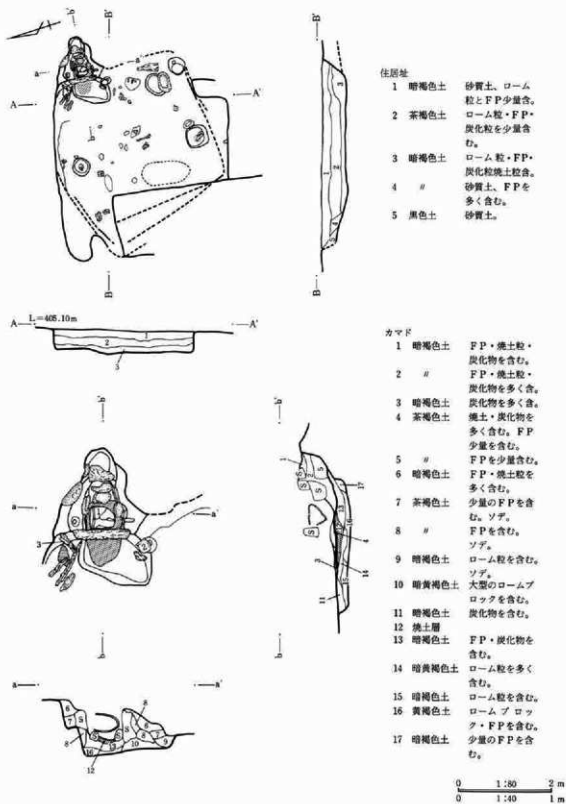 住居址
1 暗褐色土 砂質土、ローム
粒とFP少量含。
2 茶褐色土 ローム粒・FP・
炭化粒を少量含
む。
3 暗褐色土 ローム粒・FP・
炭化粒焼土粒含。
4 〃 砂質土、FPを
多く含む。
5 黒色土 砂質土。
カマド
1 暗褐色土 FP・焼土粒・
炭化物を含む。
2 〃 FP・焼土粒・
炭化物を多く含。
3 暗褐色土 炭化物を多く含。
4 茶褐色土 焼土・炭化物を
多く含む。FP
少量を含む。
5 〃 FPを少量含む。
6 暗褐色土 FP・焼土粒を
多く含む。
7 茶褐色土 少量のFPを含
む。ソデ。
8 〃 FPを含む。
ソデ。
9 暗褐色土 ローム粒を含む。
ソデ。
10 暗黄褐色土 大型のロームブ
ロックを含む。
11 暗褐色土 炭化物を含む。
12 焼土層
13 暗褐色土 FP・炭化物を
含む。
14 暗黄褐色土 ローム粒を多く
含む。
15 暗褐色土 ローム粒を含む。
16 黄褐色土 ロームブロッ
ク・FPを含む。
17 暗褐色土 少量のFPを含
む。
A L=405.10m A'
B B'
a a'
b b'
0 1:80 2m
0 1:40 1m